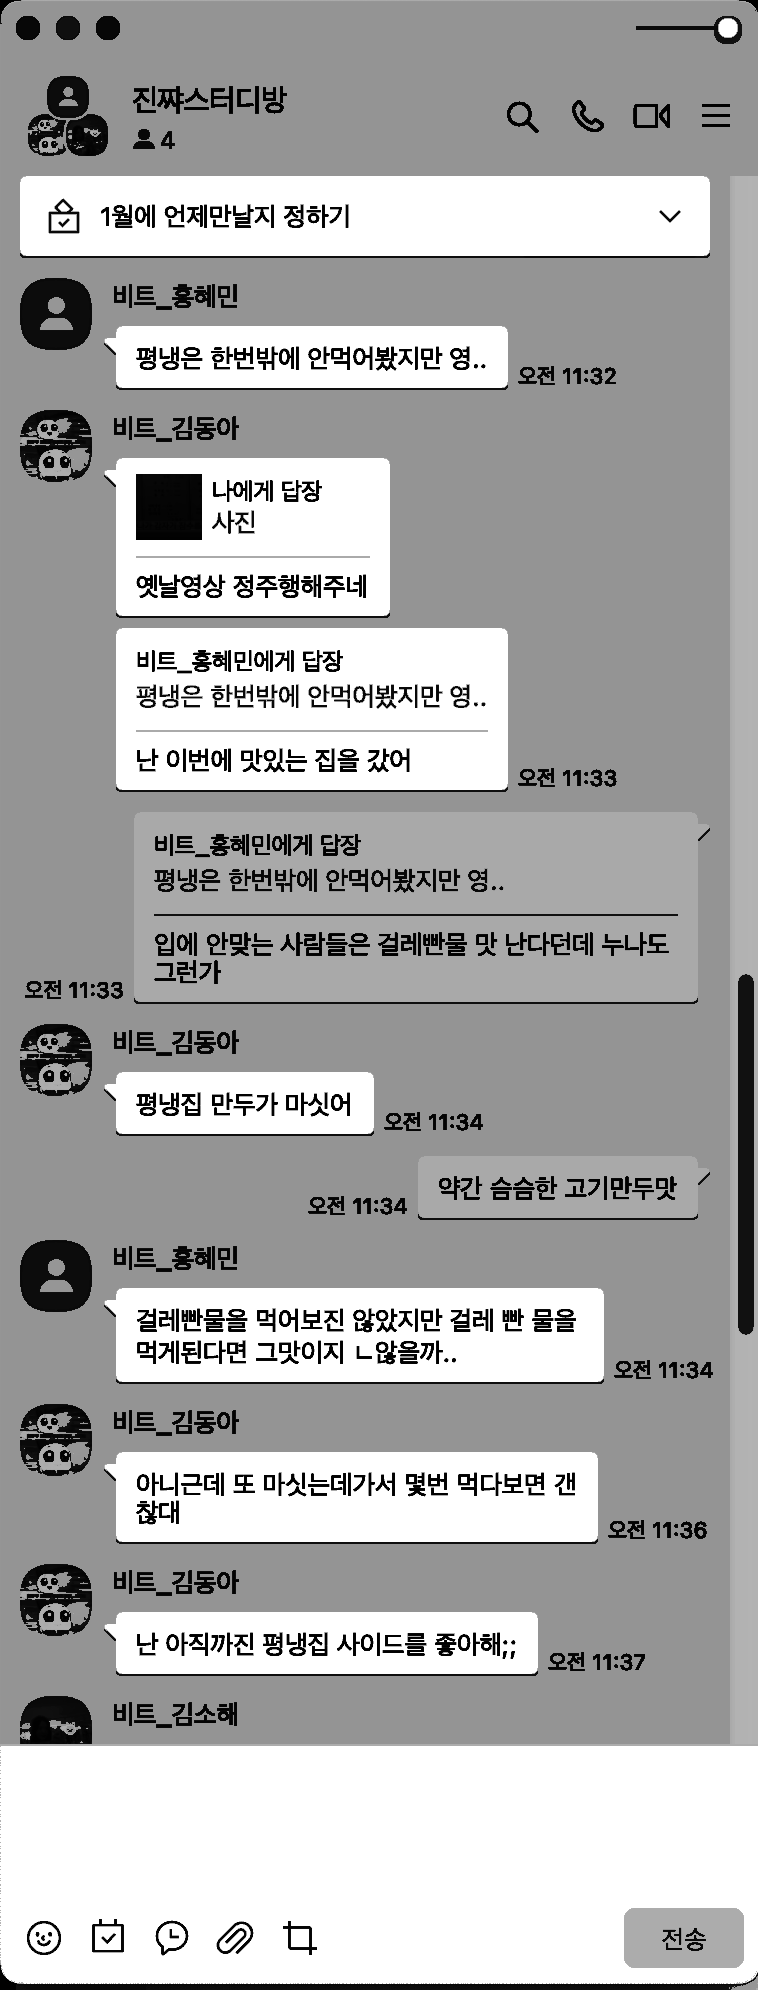 진쨔스터디방
4
1월에 언제만날지 정하기
비트_홍혜민
평냉은 한번밖에 안먹어봤지만 영..
오전 11:32
비트_김동아
나에게 답장
사진
옛날영상 정주행해주네
비트_홍혜민에게 답장
평냉은 한번밖에 안먹어봤지만 영..
난 이번에 맛있는 집을 갔어
오전 11:33
비트_홍혜민에게 답장
평냉은 한번밖에 안먹어봤지만 영..
입에 안맞는 사람들은 걸레빤물 맛 난다던데 누나도
그런가
오전 11:33
비트_김동아
평냉집 만두가 마싯어
오전 11:34
약간 슴슴한 고기만두맛
오전 11:34
비트_홍혜민
걸레빤물을 먹어보진 않았지만 걸레 빤 물을
먹게된다면 그맛이지 ㄴ않을까..
오전 11:34
비트_김동아
아니근데 또 마싯는데가서 몇번 먹다보면 갠
찮대
오전 11:36
비트_김동아
난 아직까진 평냉집 사이드를 좋아해;;
오전 11:37
비트_김소해
전송